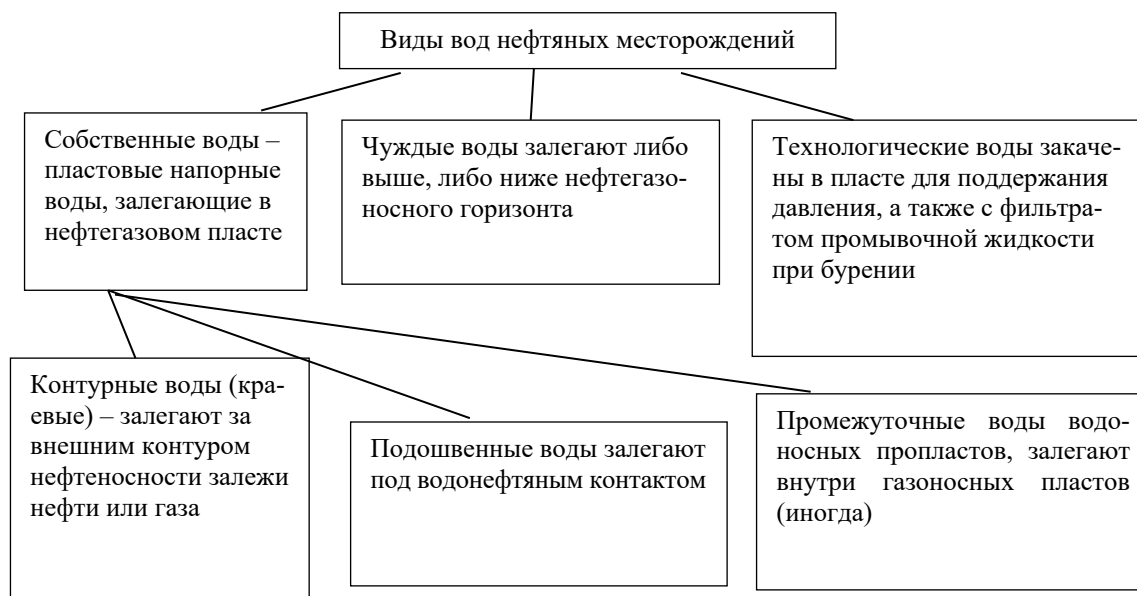 Виды вод нефтяных месторождений
Собственные воды –
пластовые напорные
воды, залегающие в
нефтегазовом пласте
Чуждые воды залегают либо
выше, либо ниже нефтегазо-
носного горизонта
Технологические воды закаче-
ны в пласте для поддержания
давления, а также с фильтра-
том промывочной жидкости
при бурении
Контурные воды (кра-
евые) – залегают за
внешним контуром
нефтеносности залежи
нефти или газа
Подошвенные воды залегают
под водонефтяным контактом
Промежуточные воды водо-
носных пропластов, залегают
внутри газоносных пластов
(иногда)